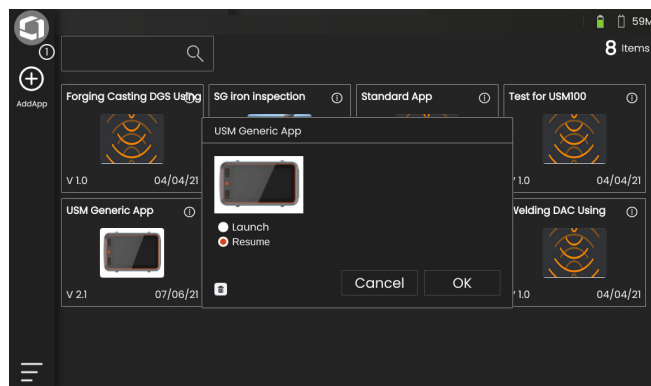 59M
1
8 Items
AddApp
Forging Casting DGS Using
SG iron inspection
Standard App
Test for USM100
V 1.0 04/04/21
1.0 04/04/21
USM Generic App
Launch
Resume
Cancel OK
USM Generic App
Welding DAC Using
V 2.1 07/06/21
1.0 04/04/21